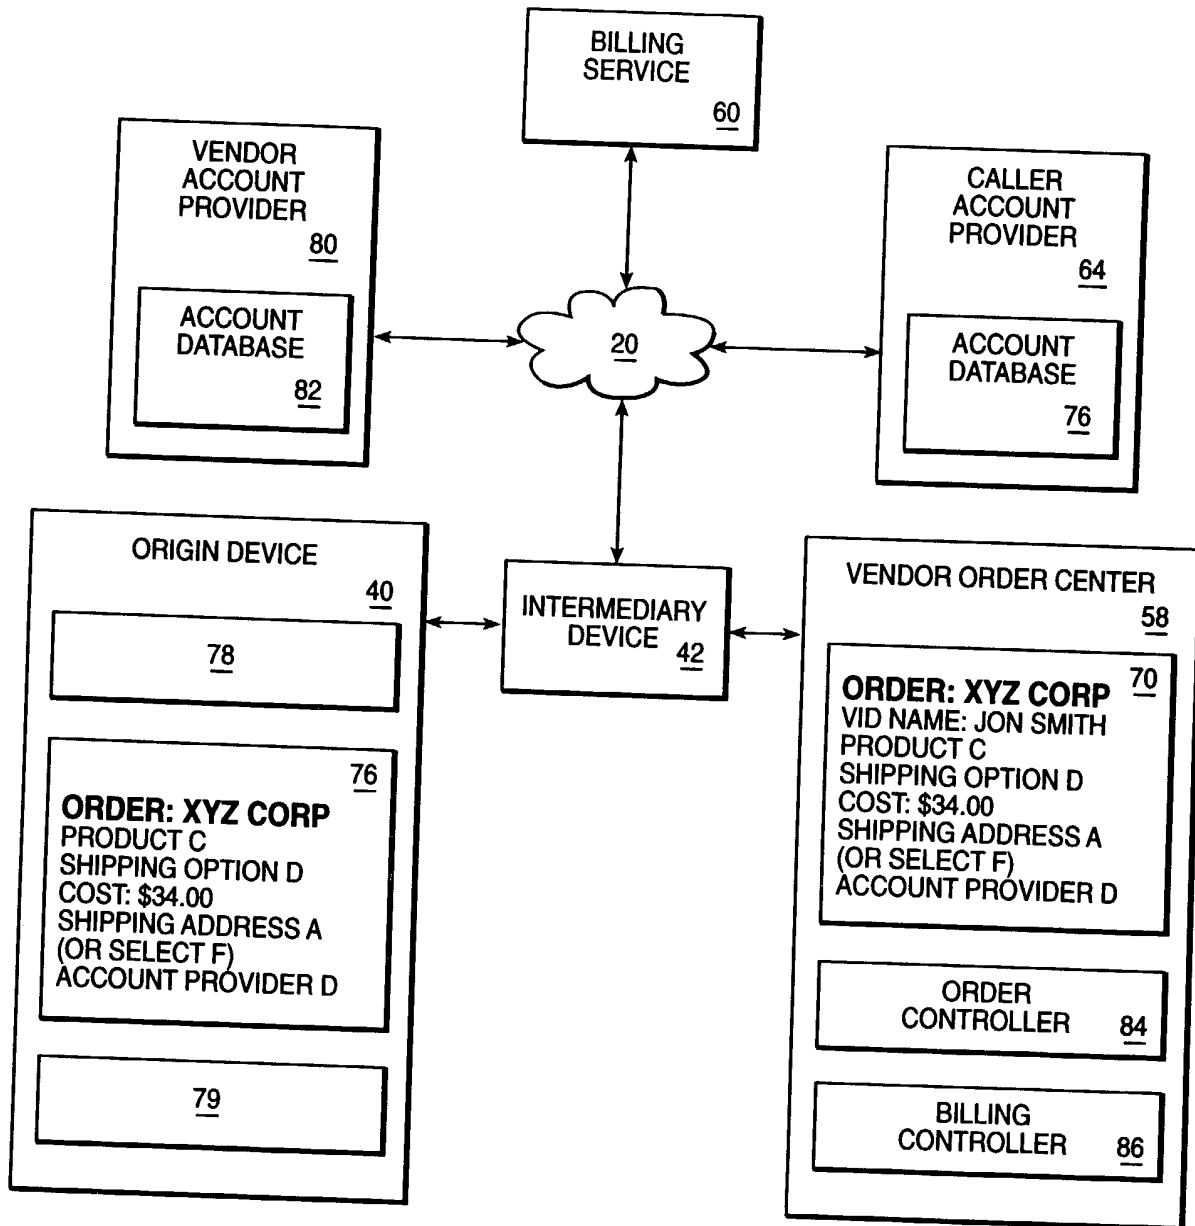 BILLING
SERVICE
60
VENDOR
ACCOUNT
PROVIDER
80
ACCOUNT
DATABASE
82
20
CALLER
ACCOUNT
PROVIDER
64
ACCOUNT
DATABASE
76
ORIGIN DEVICE
40
78
76
ORDER: XYZ CORP
PRODUCT C
SHIPPING OPTION D
COST: $34.00
SHIPPING ADDRESS A
(OR SELECT F)
ACCOUNT PROVIDER D
79
INTERMEDIARY
DEVICE
42
VENDOR ORDER CENTER
58
70
ORDER: XYZ CORP
VID NAME: JON SMITH
PRODUCT C
SHIPPING OPTION D
COST: $34.00
SHIPPING ADDRESS A
(OR SELECT F)
ACCOUNT PROVIDER D
ORDER
CONTROLLER
84
BILLING
CONTROLLER
86